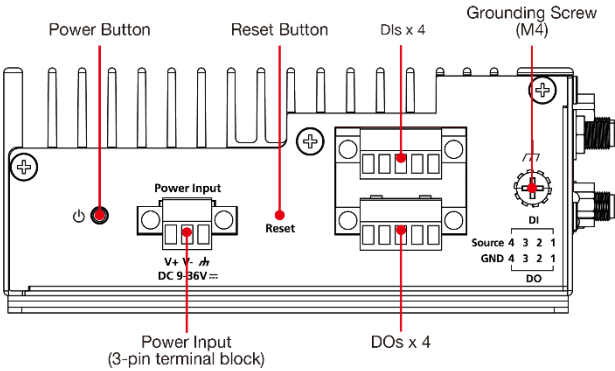 Power Button
Reset Button
DIs x 4
Grounding Screw
(M4)
Power Input
Reset
V+ V-
DC 9-36V
DI
Source 4 3 2 1
GND 4 3 2 1
DO
Power Input
(3-pin terminal block)
DOs x 4